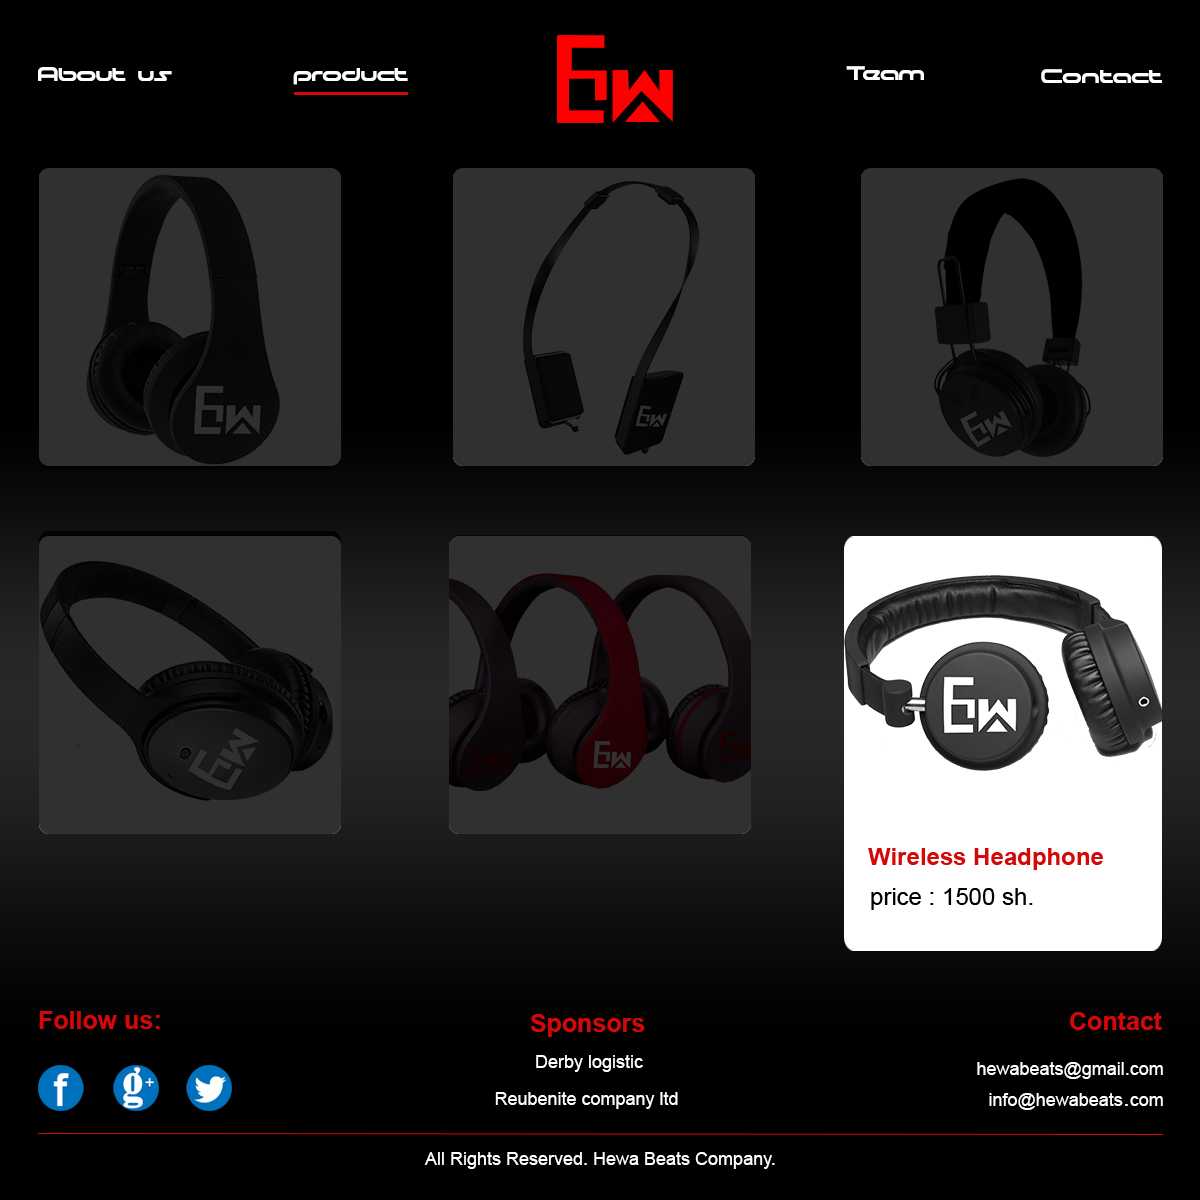 About us
product
Team
Contact
Wireless Headphone
price : 1500 sh.
Follow us:
Sponsors
Contact
Derby logistic
Reubenite company ltd
hewabeats@gmail.com
info@hewabeats.com
All Rights Reserved. Hewa Beats Company.